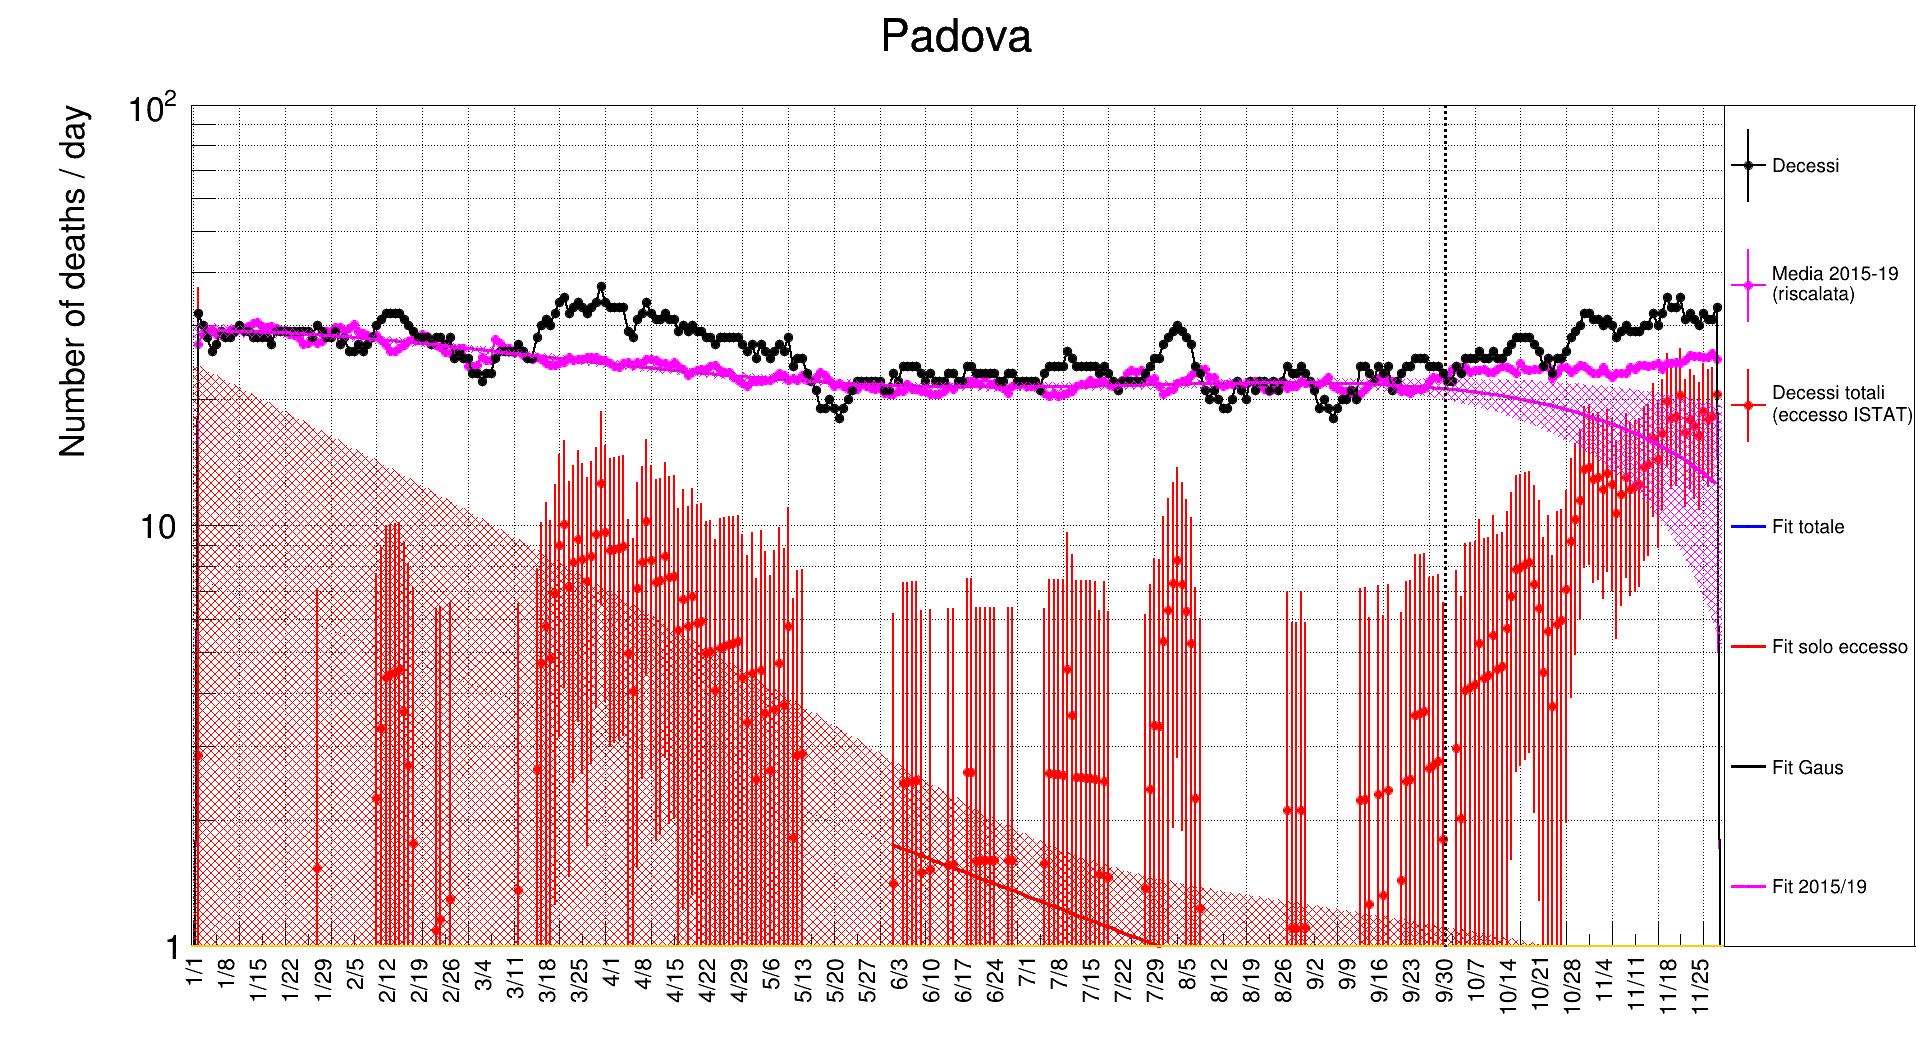 Padova
Number of deaths / day
10²
10
1
1/1 1/8 1/15 1/22 1/29 2/5 2/12 2/19 2/26 3/4 3/11 3/18 3/25 4/1 4/8 4/15 4/22 4/29 5/6 5/13 5/20 5/27 6/3 6/10 6/17 6/24 7/1 7/8 7/15 7/22 7/29 8/5 8/12 8/19 8/26 9/2 9/9 9/16 9/23 9/30 10/7 10/14 10/21 10/28 11/4 11/11 11/18 11/25
Decessi
Media 2015-19
(riscalata)
Decessi totali
(eccesso ISTAT)
Fit totale
Fit solo eccesso
Fit Gaus
Fit 2015/19